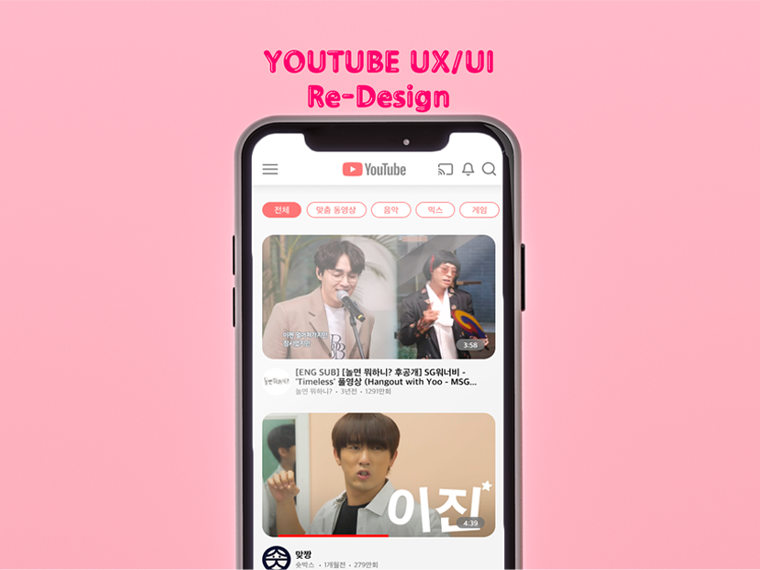 YOUTUBE UX/UI
Re-Design
YouTube
전체 맞춤 동영상 음악 믹스 게임
3:58
[ENG SUB] [놀면 뭐하니? 후공개] SG워너비 -
'Timeless' 풀영상 (Hangout with Yoo - MSG...
놀면 뭐하니? • 3년전 • 1291만회
이진
4:39
맞짱
숏박스 • 1개월전 • 279만회